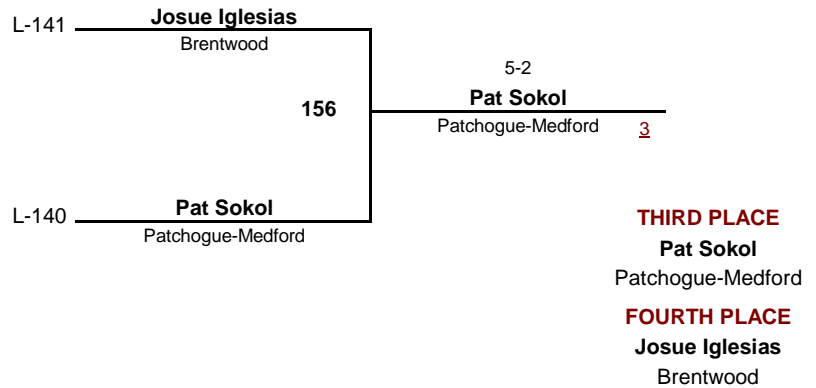 L-141
Josue Iglesias
Brentwood
156
5-2
Pat Sokol
Patchogue-Medford 3
L-140
Pat Sokol
Patchogue-Medford
THIRD PLACE
Pat Sokol
Patchogue-Medford
FOURTH PLACE
Josue Iglesias
Brentwood